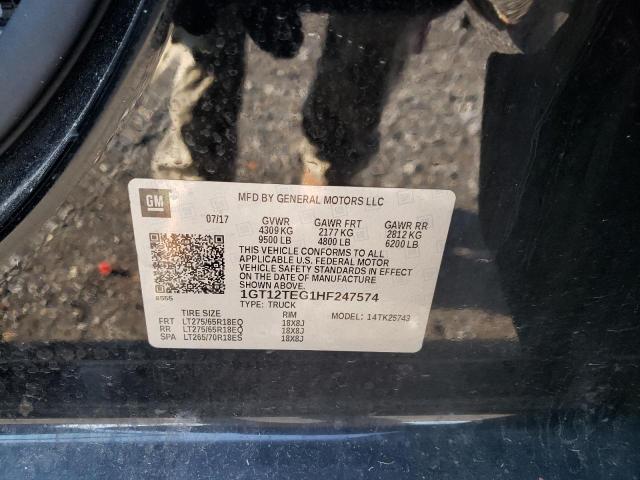 GM
MFD BY GENERAL MOTORS LLC
07/17 GVWR GAWR FRT GAWR RR
4309 KG 2177 KG 2812 KG
9500 LB 4800 LB 6200 LB
THIS VEHICLE CONFORMS TO ALL
APPLICABLE U.S. FEDERAL MOTOR
VEHICLE SAFETY STANDARDS IN EFFECT
ON THE DATE OF MANUFACTURE
SHOWN ABOVE.
1GT12TEG1HF247574
TYPE: TRUCK MODEL: 14TK25743
TIRE SIZE RIM
FRT LT275/65R18EQ 18X8J
RR LT275/65R18EQ 18X8J
SPA LT265/70R18ES 18X8J